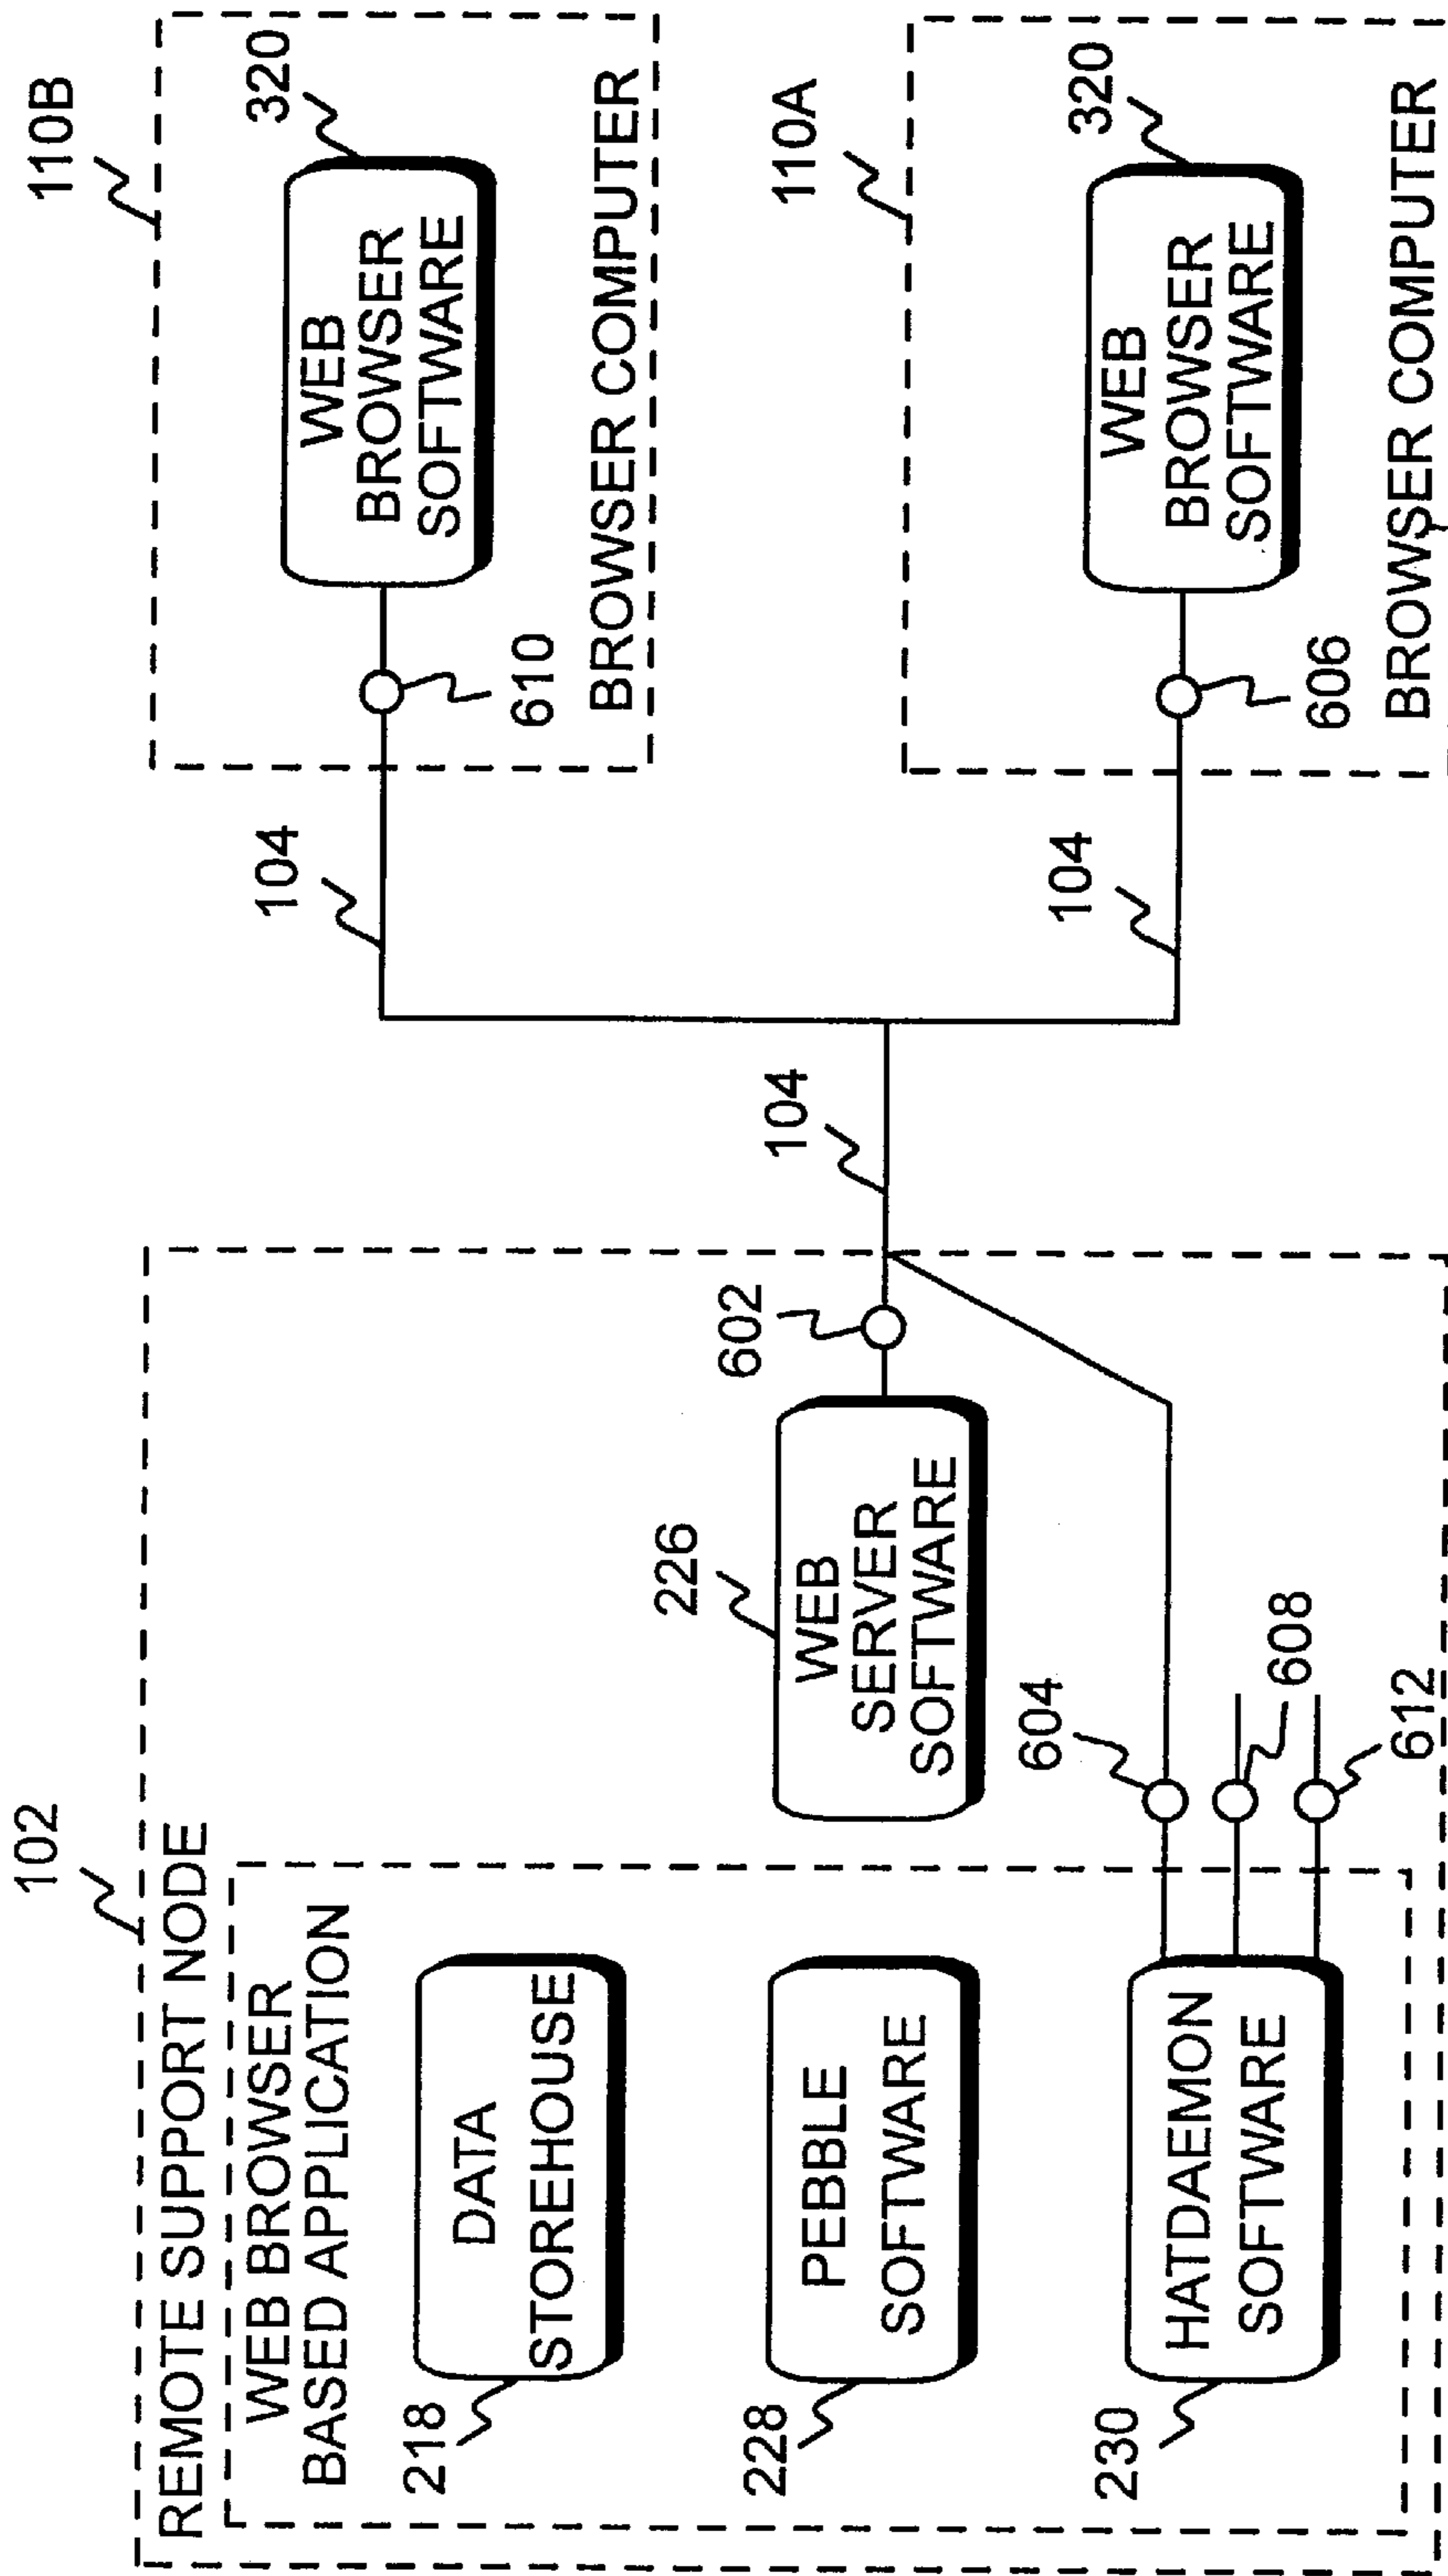 102
REMOTE SUPPORT NODE
WEB BROWSER
BASED APPLICATION
218
DATA
STOREHOUSE
228
PEBBLE
SOFTWARE
230
HATDAEMON
SOFTWARE
226
WEB
SERVER
SOFTWARE
602
604
608
612
104
104
104
110B
320
WEB
BROWSER
SOFTWARE
610
BROWSER COMPUTER
110A
320
WEB
BROWSER
SOFTWARE
606
BROWSER COMPUTER